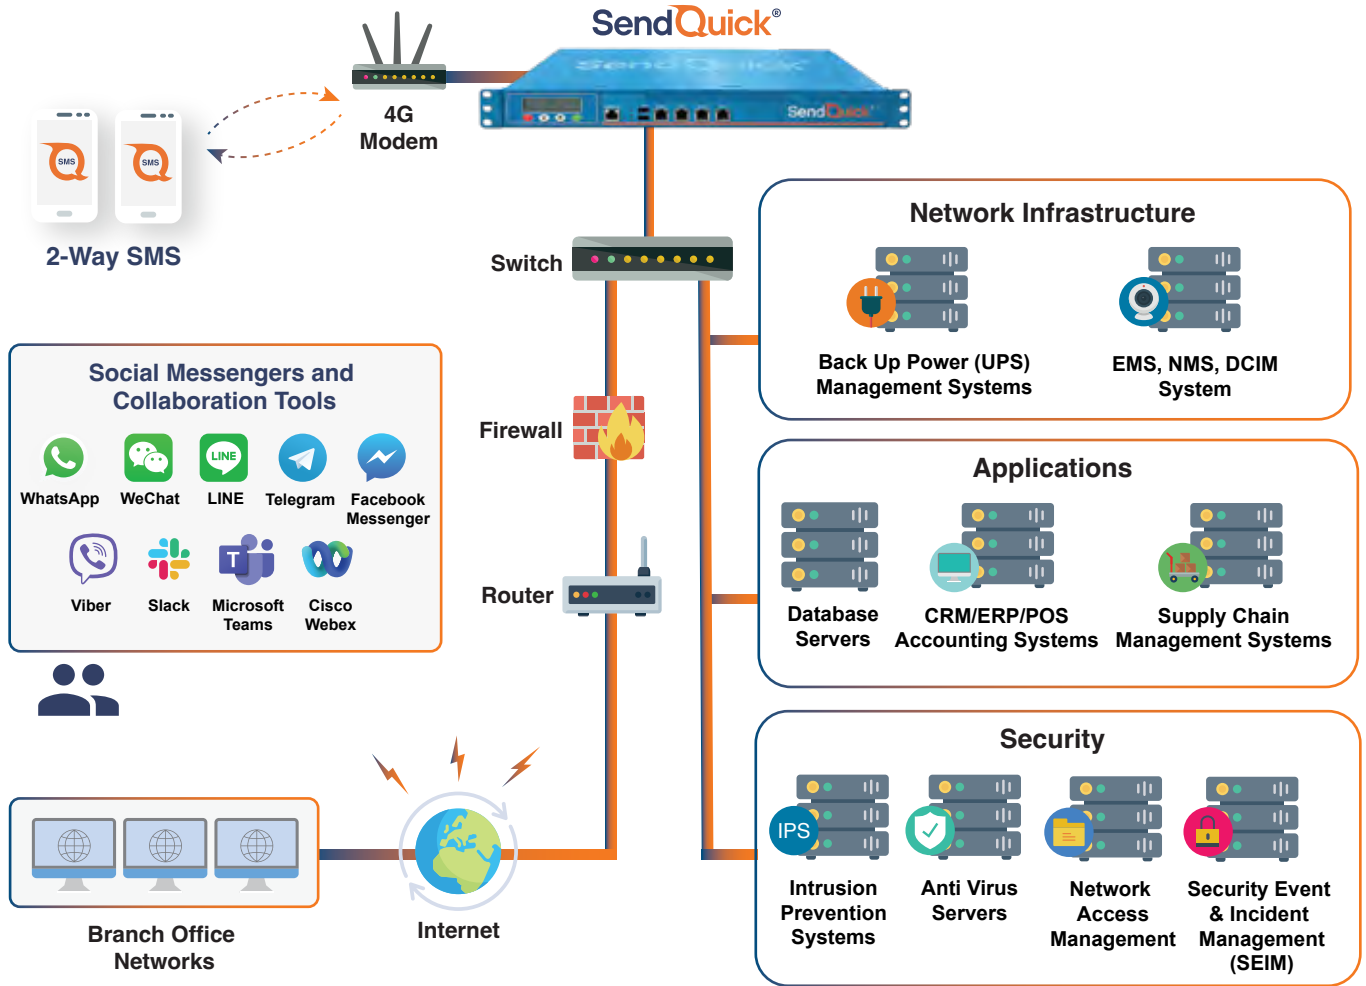 SendQuick®
SendQuick
SendQuick
4G
Modem
SMS
SMS
2-Way SMS
Switch
Network Infrastructure
Back Up Power (UPS)
Management Systems
EMS, NMS, DCIM
System
Social Messengers and
Collaboration Tools
LINE
WhatsApp
WeChat
LINE
Telegram
Facebook
Messenger
T
Viber
Slack
Microsoft
Teams
Cisco
Webex
Firewall
Router
Applications
Database
Servers
CRM/ERP/POS
Accounting Systems
Supply Chain
Management Systems
Security
IPS
Intrusion
Prevention
Systems
Anti Virus
Servers
Network
Access
Management
Security Event
& Incident
Management
(SEIM)
Internet
Branch Office
Networks